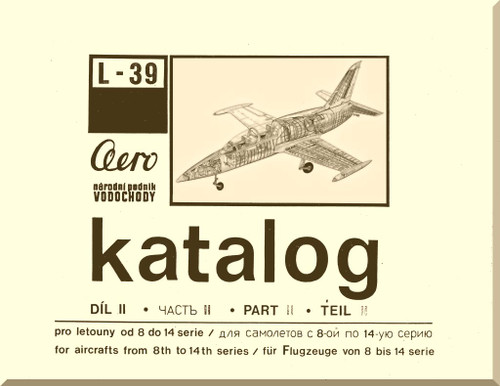 L-39
Aero
národní podnik
VODOCHODY
katalog
DÍL II • ЧАСТЬ II • PART II • TEIL II
pro letouny od 8 do 14 serie / для самолетов с 8-ой по 14-ую серию
for aircrafts from 8th to 14th series / für Flugzeuge von 8 bis 14 serie